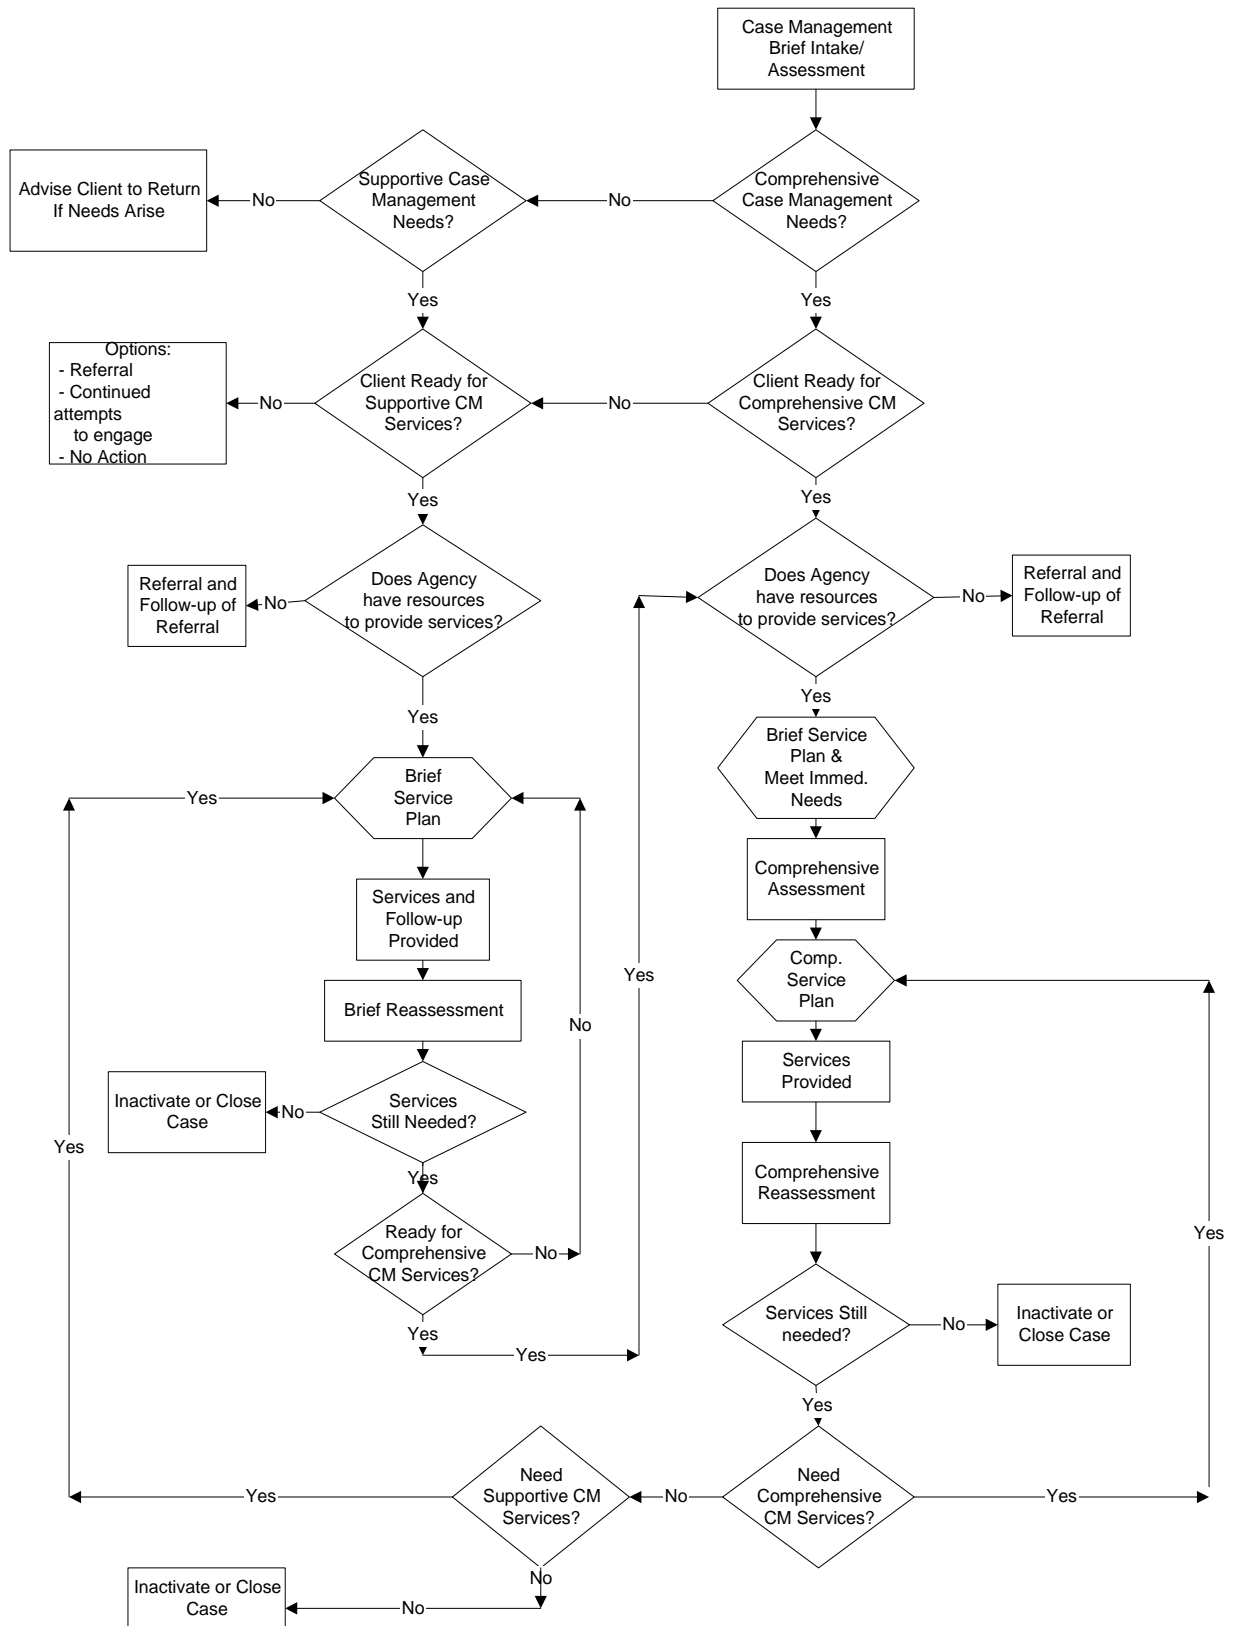 Case Management
Brief Intake/
Assessment
Advise Client to Return
If Needs Arise
No
Supportive Case
Management
Needs?
No
Comprehensive
Case Management
Needs?
Yes
Yes
Options:
- Referral
- Continued
attempts
to engage
- No Action
No
Client Ready for
Supportive CM
Services?
No
Client Ready for
Comprehensive CM
Services?
Yes
Yes
Referral and
Follow-up of
Referral
No
Does Agency
have resources
to provide services?
Does Agency
have resources
to provide services?
No
Referral and
Follow-up of
Referral
Yes
Yes
Yes
Brief
Service
Plan
Brief Service
Plan &
Meet Immed.
Needs
Services and
Follow-up
Provided
Comprehensive
Assessment
Brief Reassessment
No
Yes
Comp.
Service
Plan
Services
Provided
Inactivate or Close
Case
No
Services
Still Needed?
Yes
Yes
Comprehensive
Reassessment
Ready for
Comprehensive
CM Services?
No
Yes
Yes
Yes
Services Still
needed?
No
Inactivate or
Close Case
Yes
Yes
Need
Supportive CM
Services?
No
Need
Comprehensive
CM Services?
Yes
No
Inactivate or Close
Case
No